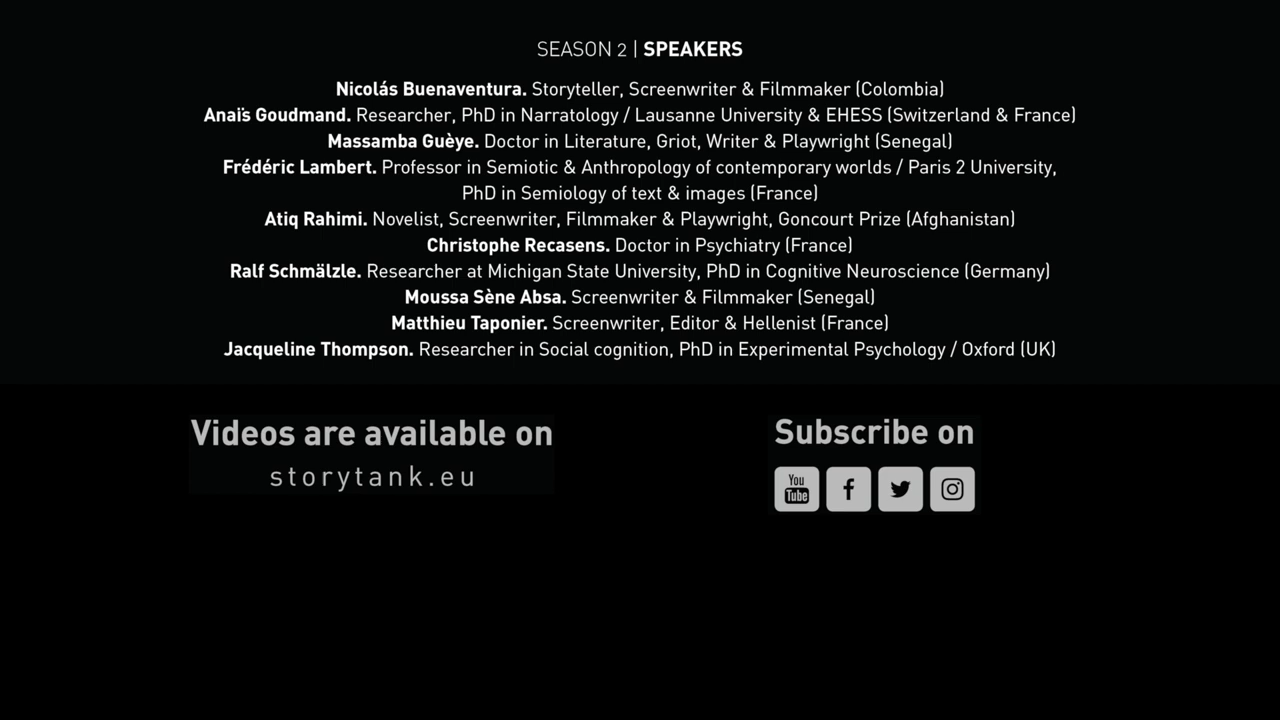 SEASON 2 | SPEAKERS
Nicolás Buenaventura. Storyteller, Screenwriter & Filmmaker (Colombia)
Anaïs Goudmand. Researcher, PhD in Narratology / Lausanne University & EHESS (Switzerland & France)
Massamba Guèye. Doctor in Literature, Griot, Writer & Playwright (Senegal)
Frédéric Lambert. Professor in Semiotic & Anthropology of contemporary worlds / Paris 2 University,
PhD in Semiology of text & images (France)
Atiq Rahimi. Novelist, Screenwriter, Filmmaker & Playwright, Goncourt Prize (Afghanistan)
Christophe Recasens. Doctor in Psychiatry (France)
Ralf Schmälzle. Researcher at Michigan State University, PhD in Cognitive Neuroscience (Germany)
Moussa Sène Absa. Screenwriter & Filmmaker (Senegal)
Matthieu Taponier. Screenwriter, Editor & Hellenist (France)
Jacqueline Thompson. Researcher in Social cognition, PhD in Experimental Psychology / Oxford (UK)
Videos are available on
storytank.eu
Subscribe on
You
Tube